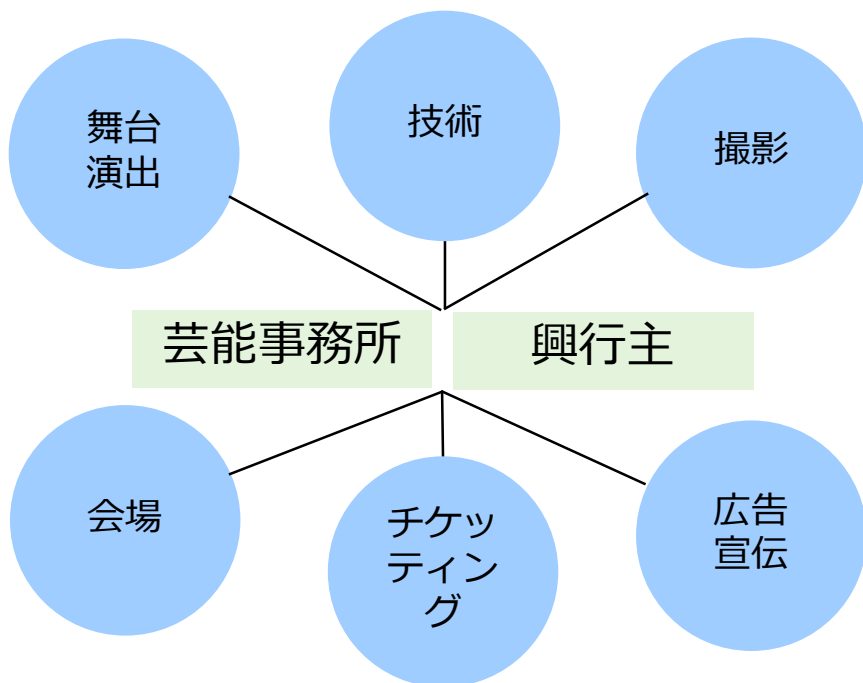 舞台
演出
技術
撮影
芸能事務所
興行主
会場
チケッ
ティン
グ
広告
宣伝